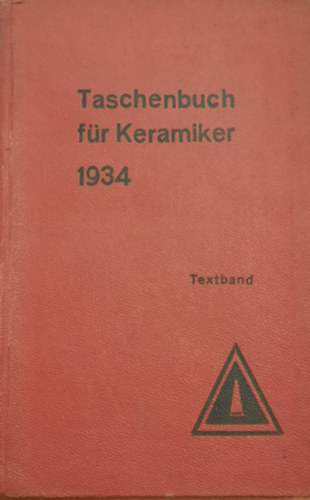 Taschenbuch
für Keramiker
1934
Textband